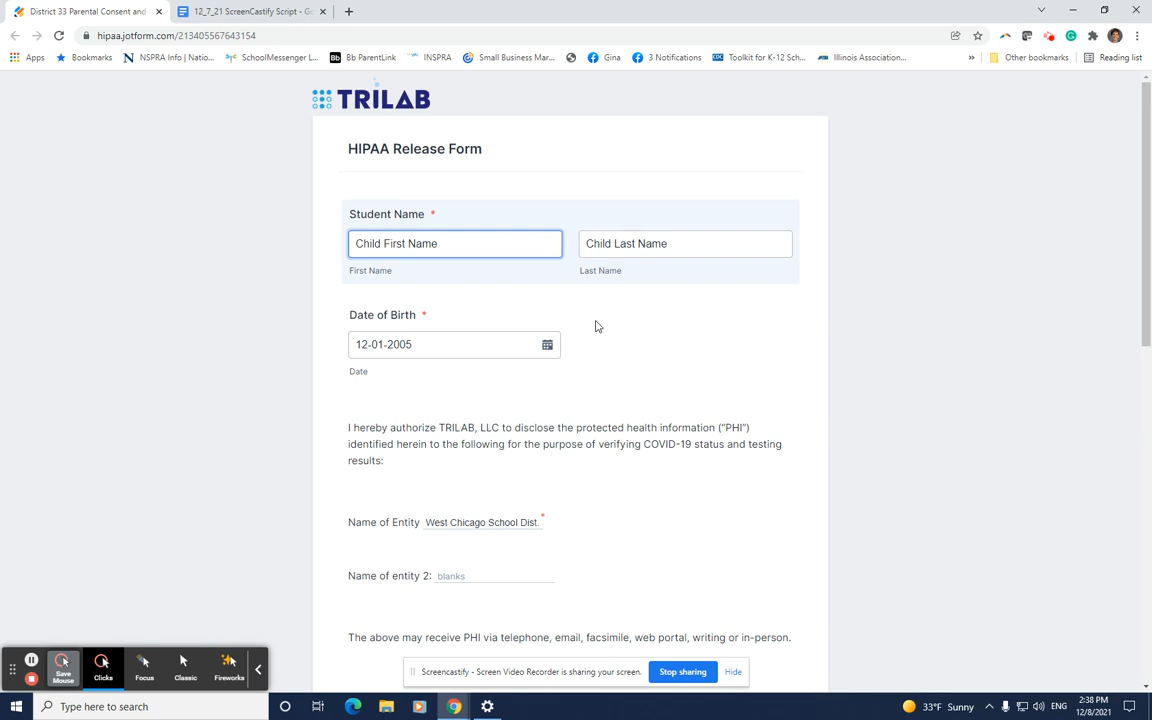 District 33 Parental Consent and
12_7_21 ScreenCastify Script - G
hipaa.jotform.com/213405567643154
Apps
Bookmarks
NSPRA Info | Natio...
SchoolMessenger L...
Bb
Bb ParentLink
INSPRA
Small Business Mar...
Gina
3 Notifications
Toolkit for K-12 Sch...
Illinois Association...
»
Other bookmarks
Reading list
TRILAB
HIPAA Release Form
Student Name *
Child First Name
Child Last Name
First Name
Last Name
Date of Birth *
12-01-2005
Date
I hereby authorize TRILAB, LLC to disclose the protected health information (“PHI”)
identified herein to the following for the purpose of verifying COVID-19 status and testing
results:
Name of Entity West Chicago School Dist. *
Name of entity 2: blanks
The above may receive PHI via telephone, email, facsimile, web portal, writing or in-person.
Save
Mouse
Clicks
Focus
Classic
Fireworks
Screencastify - Screen Video Recorder is sharing your screen.
Stop sharing
Hide
Type here to search
33°F Sunny
ENG
2:38 PM
12/8/2021